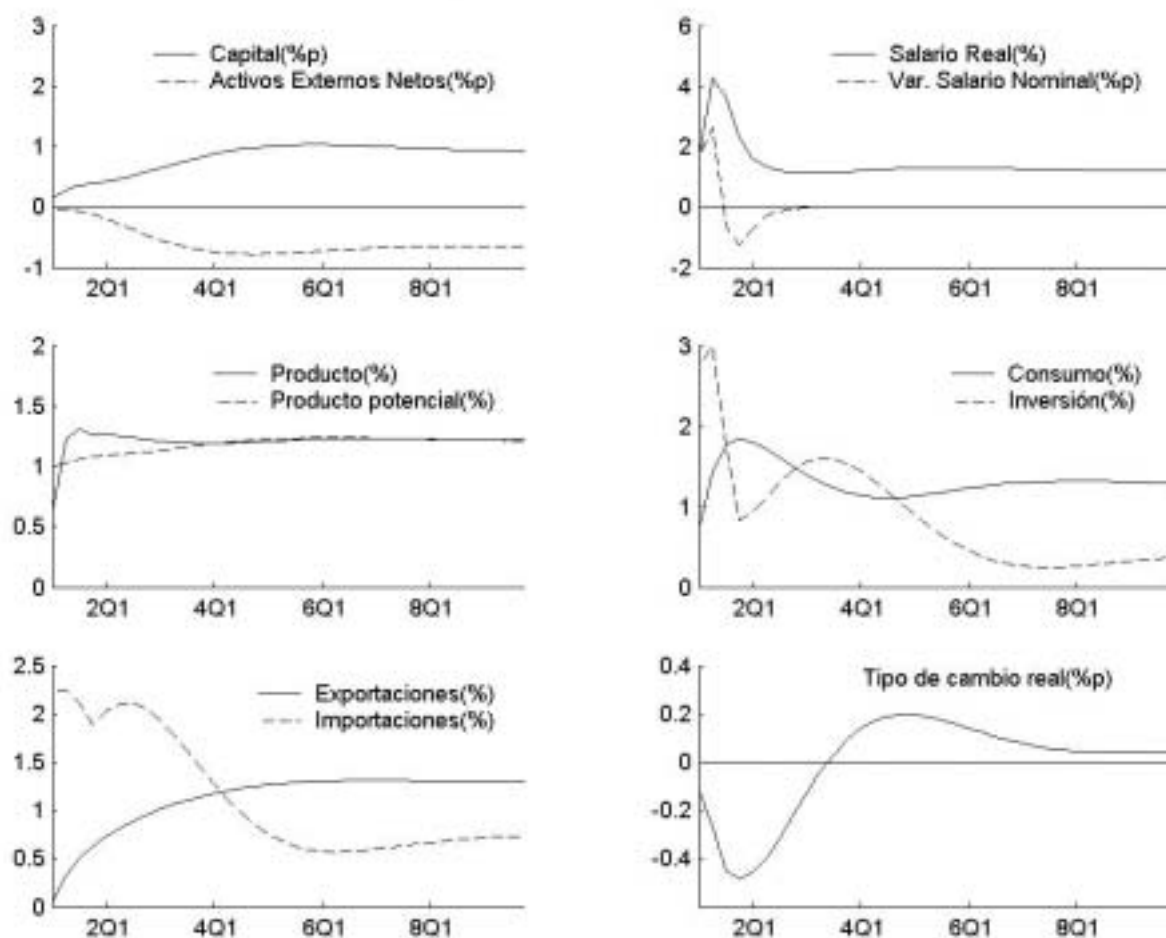 3
Capital(%p)
Activos Externos Netos(%p)
2
1
0
-1
2Q1 4Q1 6Q1 8Q1
6
Salario Real(%)
Var. Salario Nominal(%p)
4
2
0
-2
2Q1 4Q1 6Q1 8Q1
2
Producto(%)
Producto potencial(%)
1.5
1
0.5
0
2Q1 4Q1 6Q1 8Q1
3
Consumo(%)
Inversión(%)
2
1
0
2Q1 4Q1 6Q1 8Q1
2.5
Exportaciones(%)
Importaciones(%)
2
1.5
1
0.5
0
2Q1 4Q1 6Q1 8Q1
0.4
Tipo de cambio real(%p)
0.2
0
-0.2
-0.4
2Q1 4Q1 6Q1 8Q1